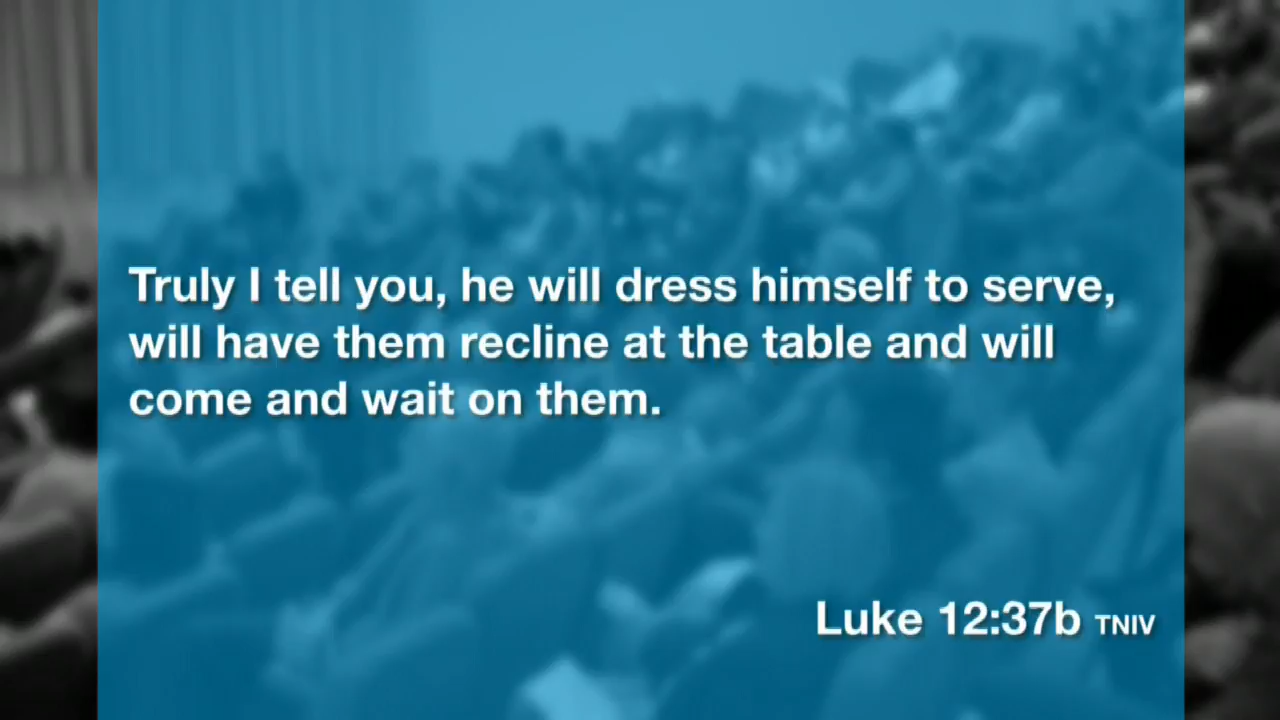 Truly I tell you, he will dress himself to serve,
will have them recline at the table and will
come and wait on them.
Luke 12:37b TNIV